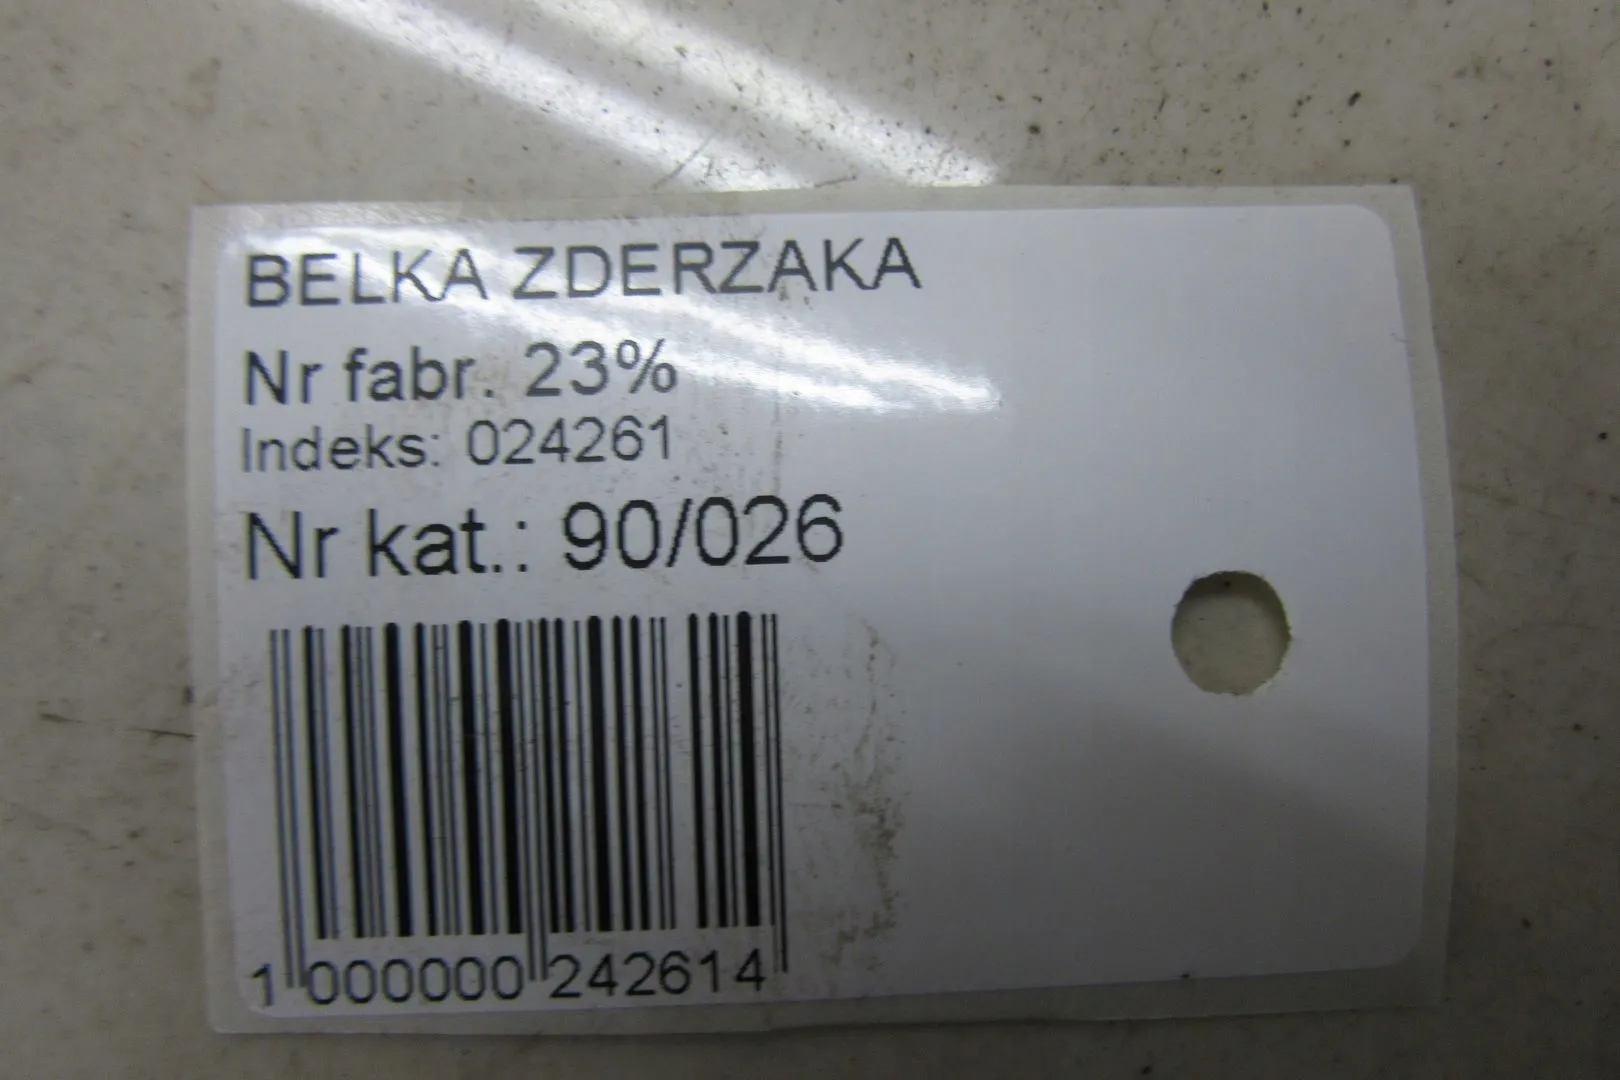 BELKA ZDERZAKA
Nr fabr. 23%
Indeks: 024261
Nr kat.: 90/026
1 000000 242614